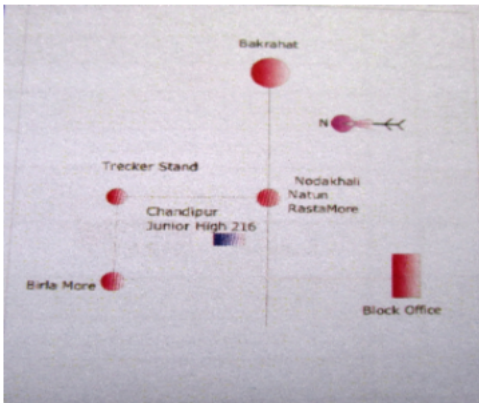 Bakrahat
N
Trecker Stand
Nodakhali
Natun
RastaMore
Chandipur
Junior High 216
Birla More
Block Office